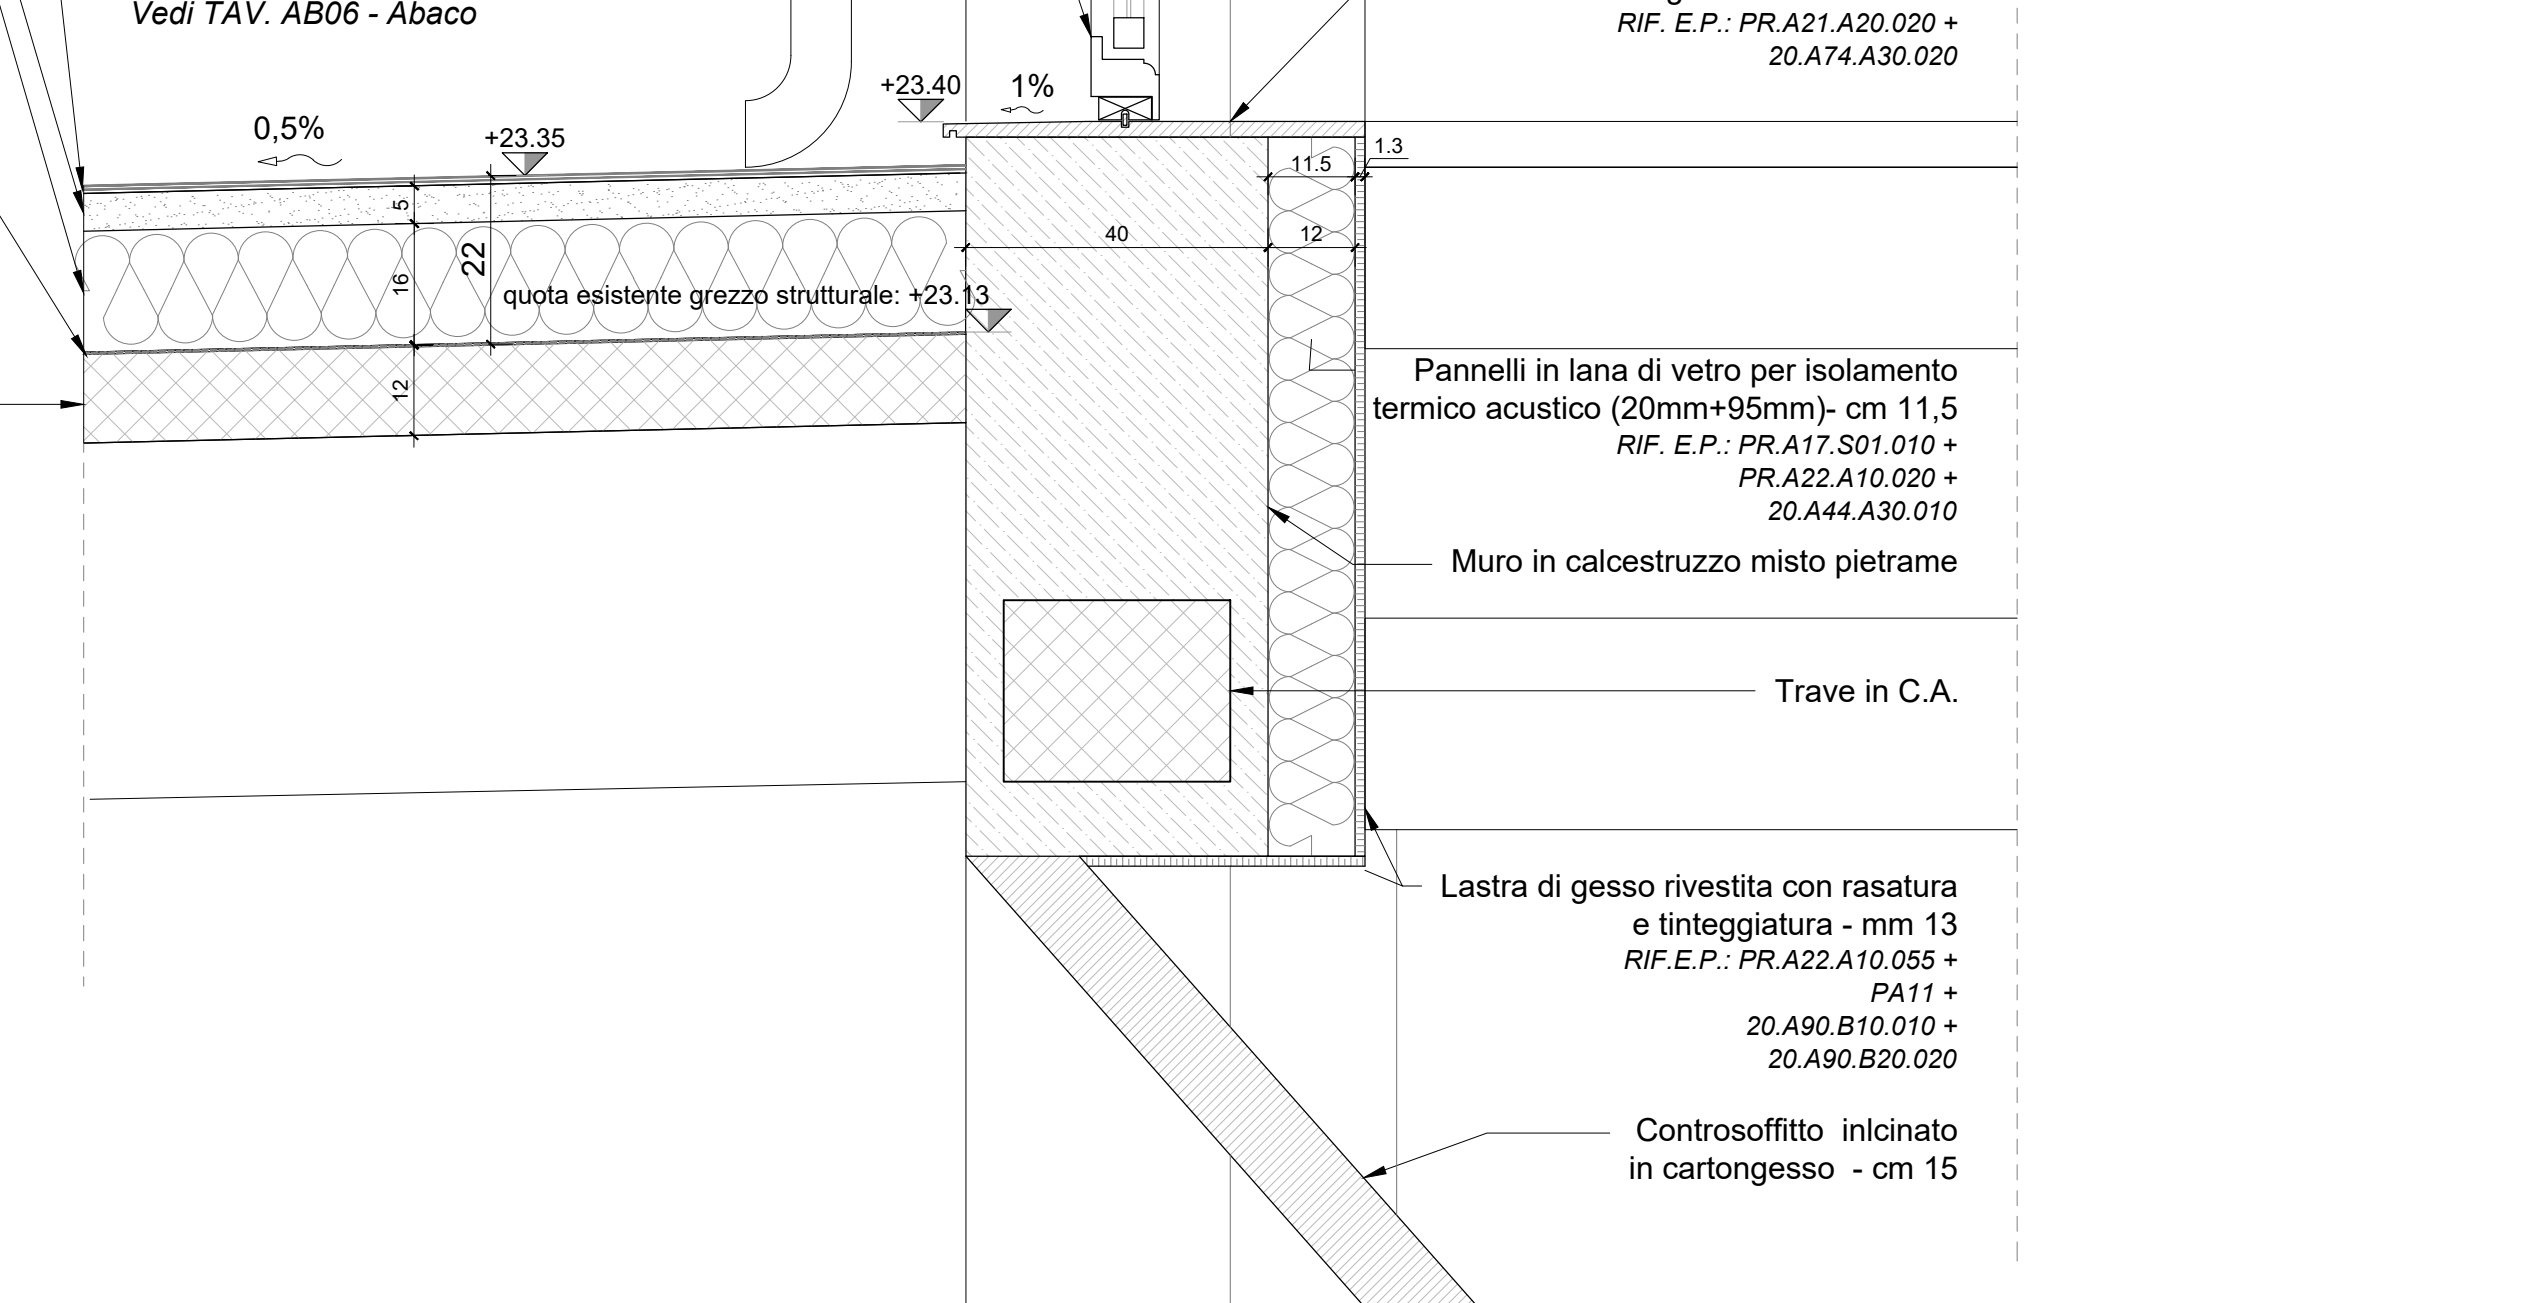 Vedi TAV. AB06 - Abaco
RIF. E.P.: PR.A21.A20.020 +
20.A74.A30.020
+23.40
1%
0,5%
+23.35
1.3
11.5
5
22
40
12
16
quota esistente grezzo strutturale: +23.13
12
Pannelli in lana di vetro per isolamento
termico acustico (20mm+95mm)- cm 11,5
RIF. E.P.: PR.A17.S01.010 +
PR.A22.A10.020 +
20.A44.A30.010
Muro in calcestruzzo misto pietrame
Trave in C.A.
Lastra di gesso rivestita con rasatura
e tinteggiatura - mm 13
RIF.E.P.: PR.A22.A10.055 +
PA11 +
20.A90.B10.010 +
20.A90.B20.020
Controsoffitto  inlcinato
in cartongesso  - cm 15